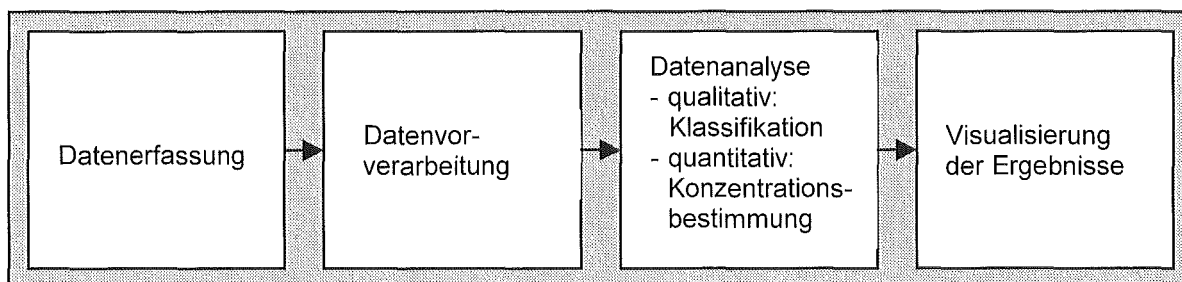 Datenerfassung
Datenvor-
verarbeitung
Datenanalyse
- qualitativ:
Klassifikation
- quantitativ:
Konzentrations-
bestimmung
Visualisierung
der Ergebnisse